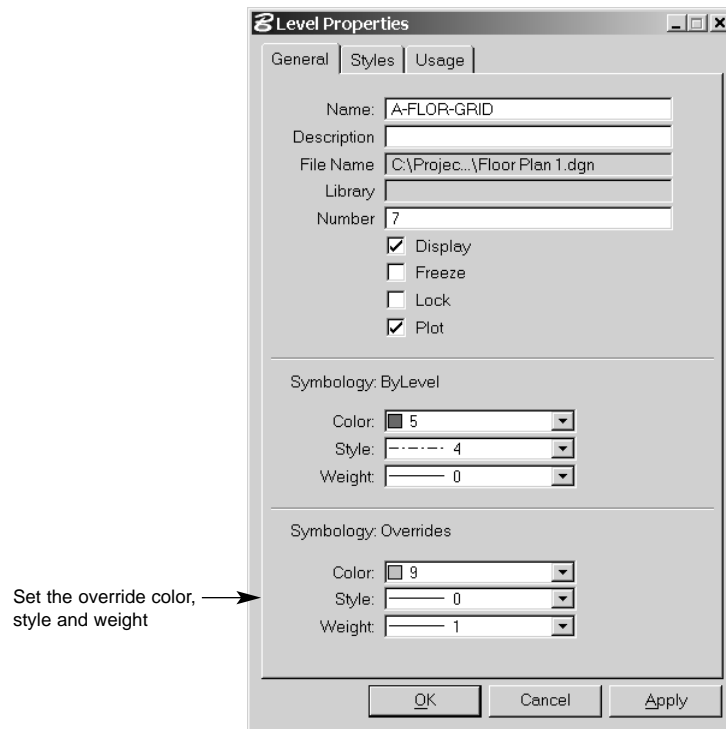 Level Properties
General Styles Usage
Name: A-FLOR-GRID
Description
File Name C:\Projec...\Floor Plan 1.dgn
Library
Number 7
Display
Freeze
Lock
Plot
Symbology: ByLevel
Color: 5
Style: 4
Weight: 0
Symbology: Overrides
Color: 9
Style: 0
Weight: 1
Set the override color,
style and weight
OK Cancel Apply